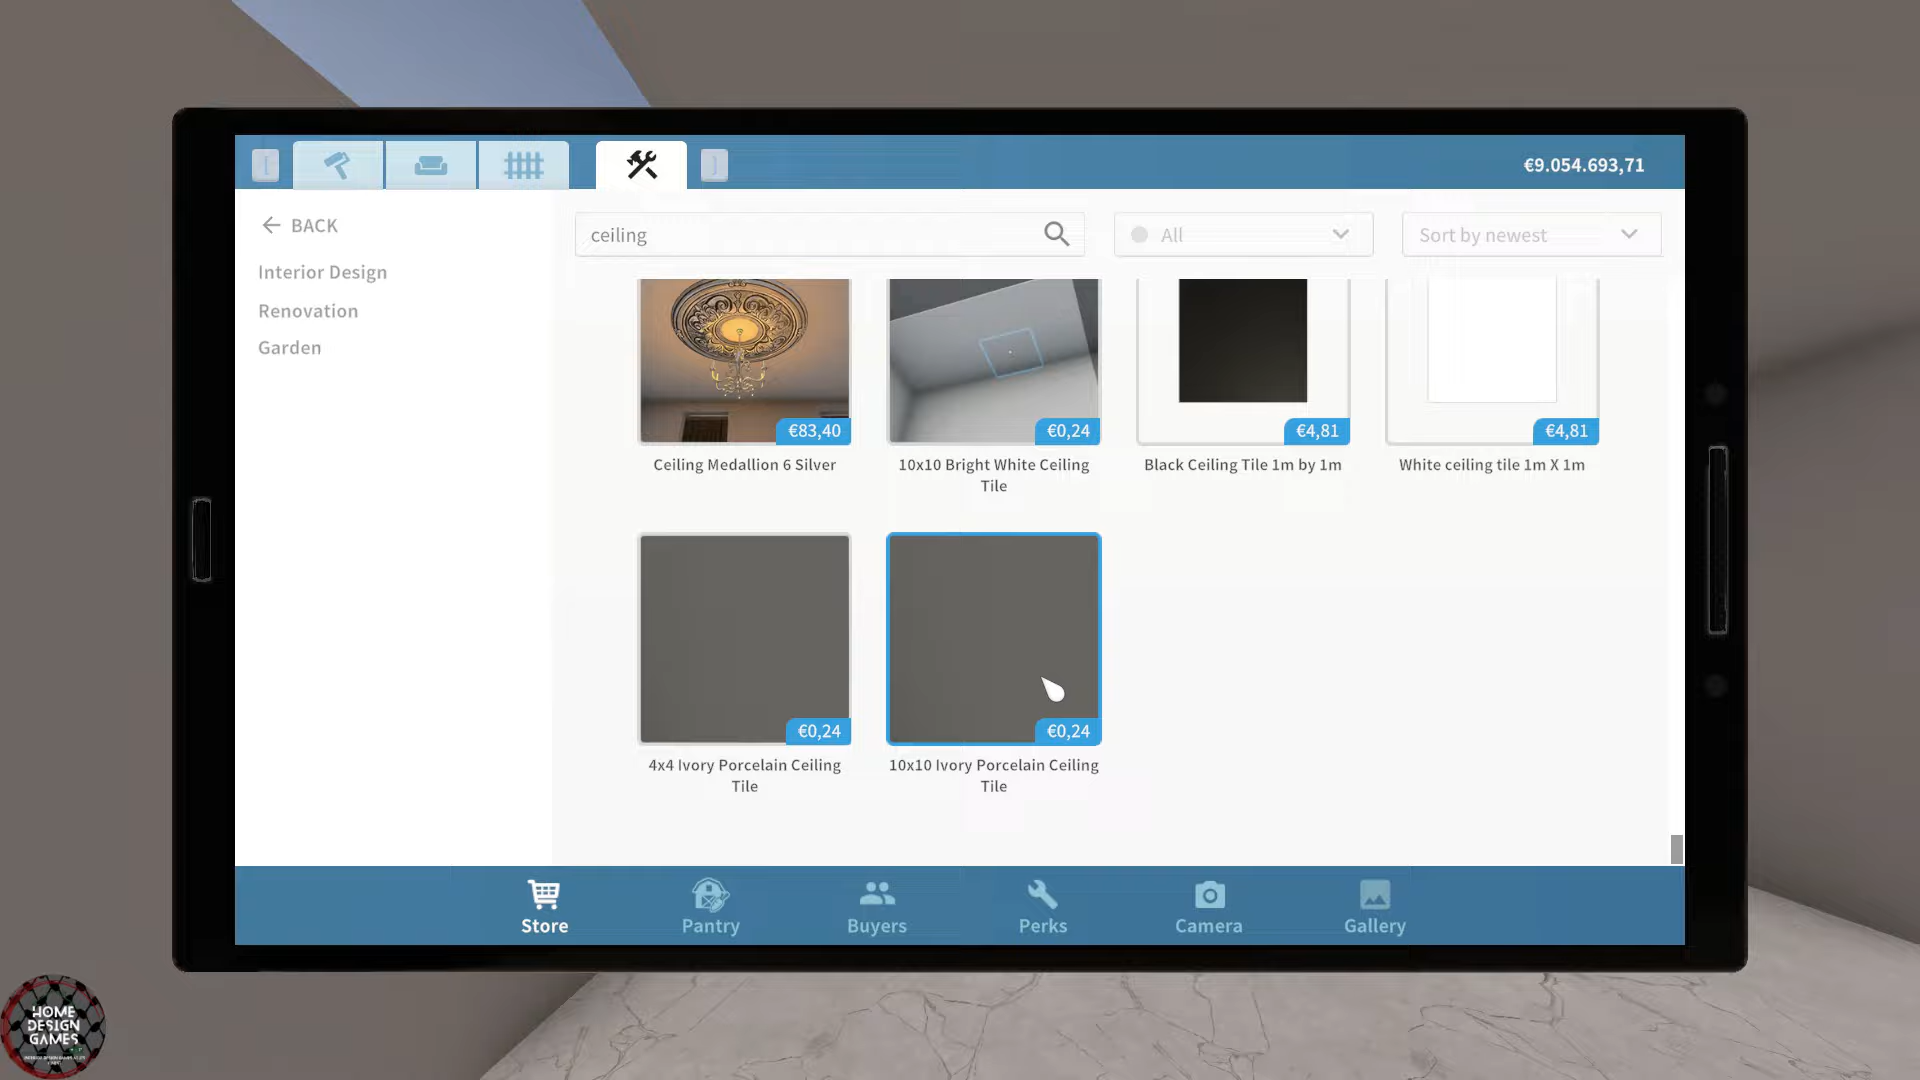 [
]
€9.054.693,71
BACK
Interior Design
Renovation
Garden
ceiling
All
Sort by newest
€83,40
€0,24
€4,81
€4,81
Ceiling Medallion 6 Silver
10x10 Bright White Ceiling
Tile
Black Ceiling Tile 1m by 1m
White ceiling tile 1m X 1m
€0,24
€0,24
4x4 Ivory Porcelain Ceiling
Tile
10x10 Ivory Porcelain Ceiling
Tile
Store
Pantry
Buyers
Perks
Camera
Gallery
HOME
DESIGN
GAMES